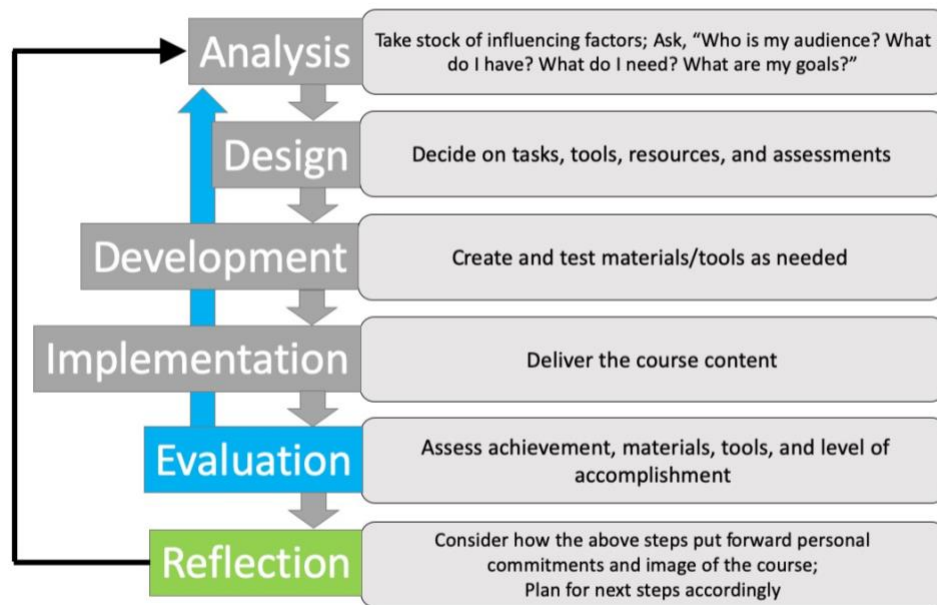 Analysis
Take stock of influencing factors; Ask, “Who is my audience? What
do I have? What do I need? What are my goals?”
Design
Decide on tasks, tools, resources, and assessments
Development
Create and test materials/tools as needed
Implementation
Deliver the course content
Evaluation
Assess achievement, materials, tools, and level of
accomplishment
Reflection
Consider how the above steps put forward personal
commitments and image of the course;
Plan for next steps accordingly